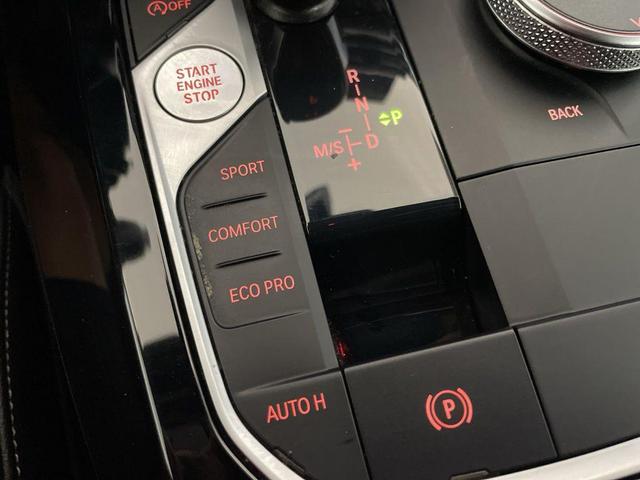 (A)OFF
START
ENGINE
STOP
SPORT
COMFORT
ECO PRO
AUTO H
R
N
P
M/S
D
−
+
BACK
(P)